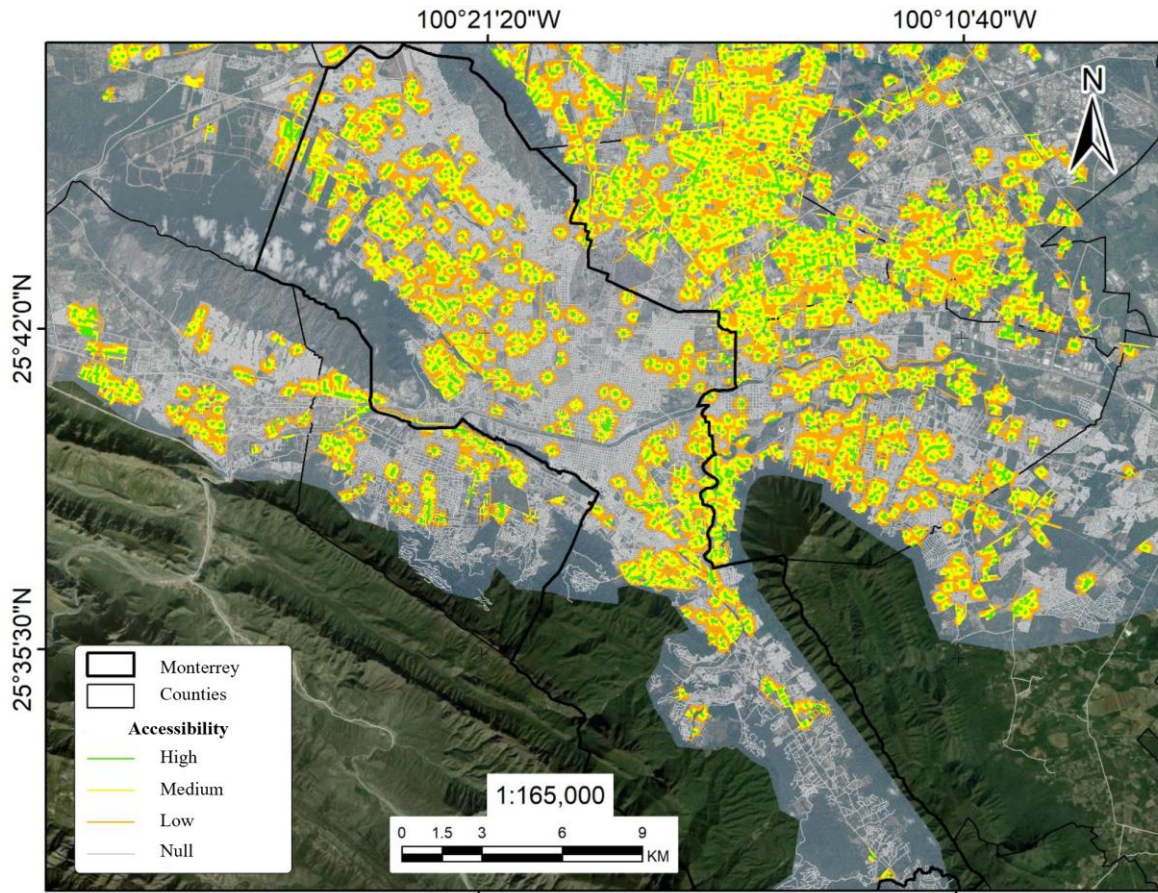 100°21'20"W
100°10'40"W
N
25°42'0"N
25°35'30"N
Monterrey
Counties
Accessibility
High
Medium
Low
Null
1:165,000
0 1.5 3 6 9
KM